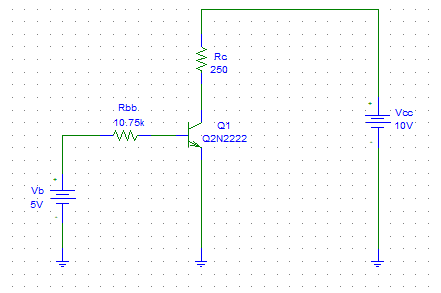 Rc
250
Rbb
10.75k
Q1
Q2N2222
Vcc
10V
Vb
5V
+
-
+
-